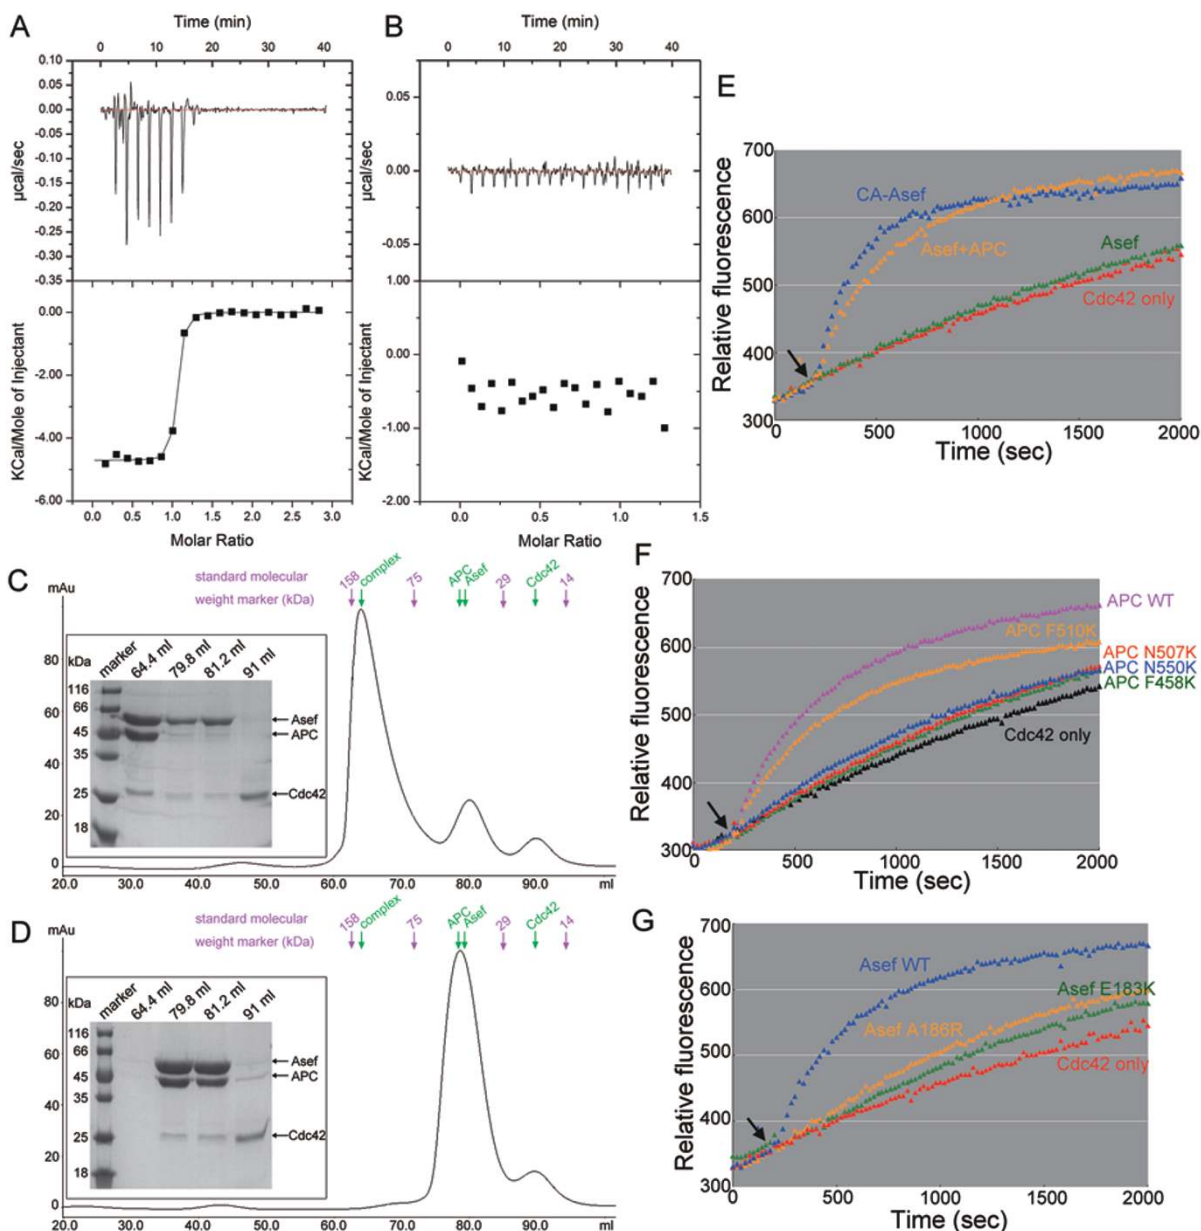 A
Time (min)
0 10 20 30 40
0.10
0.05
0.00
-0.05
-0.10
-0.15
-0.20
-0.25
-0.30
0.35
µcal/sec
0.00
-2.00
-4.00
-6.00
KCal/Mole of Injectant
0.0 0.5 1.0 1.5 2.0 2.5 3.0
Molar Ratio
B
Time (min)
0 10 20 30 40
0.05
0.00
-0.05
1.00
µcal/sec
0.00
-1.00
-2.00
KCal/Mole of Injectant
0.0 0.5 1.0 1.5
Molar Ratio
C
mAu
standard molecular
weight marker (kDa)
158 complex 75 APC Asef 29 Cdc42 14
80
60
40
20
0
kDa marker 64.4 ml 79.8 ml 81.2 ml 91 ml
116
66
45
35
25
18
Asef
APC
Cdc42
20.0 30.0 40.0 50.0 60.0 70.0 80.0 90.0 ml
D
mAu
standard molecular
weight marker (kDa)
158 complex 75 APC Asef 29 Cdc42 14
80
60
40
20
0
kDa marker 64.4 ml 79.8 ml 81.2 ml 91 ml
116
66
45
35
25
18
Asef
APC
Cdc42
20.0 30.0 40.0 50.0 60.0 70.0 80.0 90.0 ml
E
700
600
500
400
300
Relative fluorescence
CA-Asef
Asef+APC
Asef
Cdc42 only
0 500 1000 1500 2000
Time (sec)
F
700
600
500
400
300
Relative fluorescence
APC WT
APC F510K
APC N507K
APC N550K
APC F458K
Cdc42 only
500 1000 1500 2000
Time (sec)
G
700
600
500
400
300
Relative fluorescence
Asef WT
Asef E183K
Asef A186R
Cdc42 only
0 500 1000 1500 2000
Time (sec)